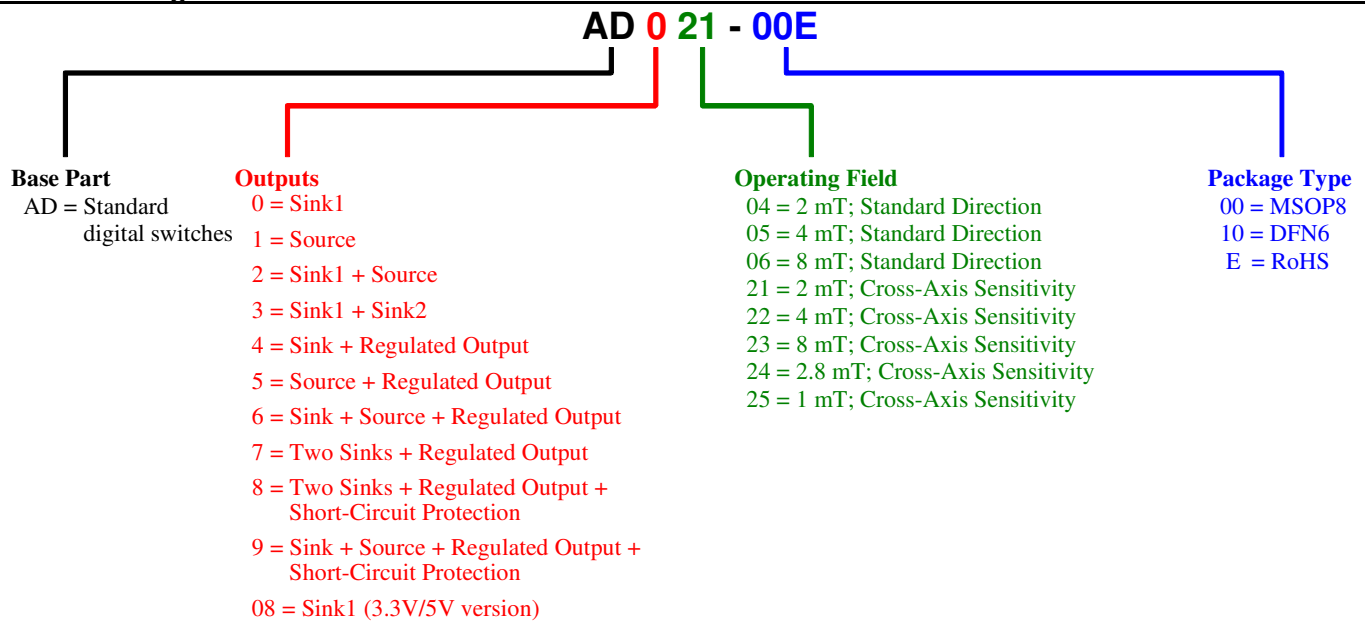 AD 0 21 - 00E
Base Part
AD = Standard
digital switches
Outputs
0 = Sink1
1 = Source
2 = Sink1 + Source
3 = Sink1 + Sink2
4 = Sink + Regulated Output
5 = Source + Regulated Output
6 = Sink + Source + Regulated Output
7 = Two Sinks + Regulated Output
8 = Two Sinks + Regulated Output +
Short-Circuit Protection
9 = Sink + Source + Regulated Output +
Short-Circuit Protection
08 = Sink1 (3.3V/5V version)
Operating Field
04 = 2 mT; Standard Direction
05 = 4 mT; Standard Direction
06 = 8 mT; Standard Direction
21 = 2 mT; Cross-Axis Sensitivity
22 = 4 mT; Cross-Axis Sensitivity
23 = 8 mT; Cross-Axis Sensitivity
24 = 2.8 mT; Cross-Axis Sensitivity
25 = 1 mT; Cross-Axis Sensitivity
Package Type
00 = MSOP8
10 = DFN6
E = RoHS